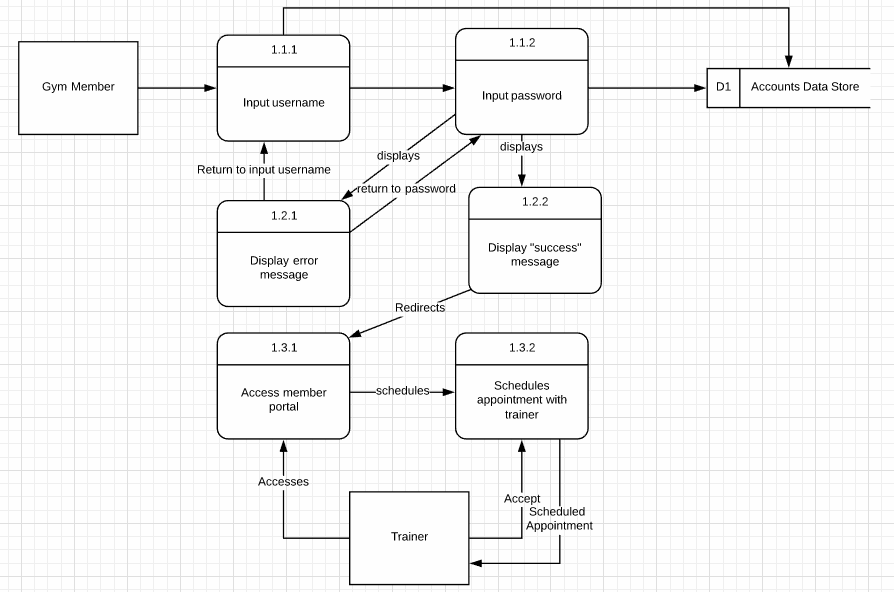 1.1.1
1.1.2
Gym Member
Input username
Input password
D1
Accounts Data Store
displays
displays
Return to input username
return to password
1.2.1
1.2.2
Display error
message
Display "success"
message
Redirects
1.3.1
1.3.2
Access member
portal
schedules
Schedules
appointment with
trainer
Accesses
Accept
Scheduled
Appointment
Trainer